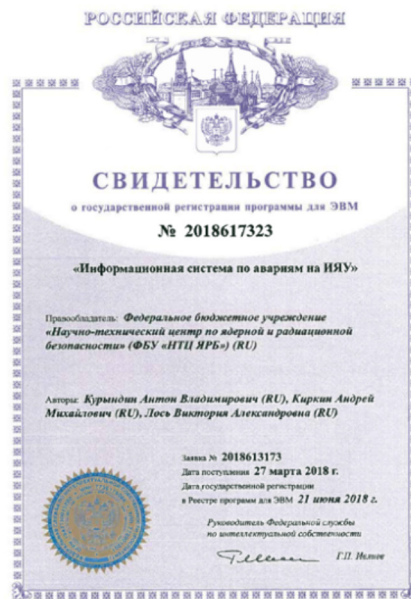 РОССИЙСКАЯ ФЕДЕРАЦИЯ
СВИДЕТЕЛЬСТВО
о государственной регистрации программы для ЭВМ
№ 2018617323
«Информационная система по авариям на ИЯУ»
Правообладатель: Федеральное бюджетное учреждение
«Научно-технический центр по ядерной и радиационной
безопасности» (ФБУ «НТЦ ЯРБ») (RU)
Авторы: Курындин Антон Владимирович (RU), Киркин Андрей
Михайлович (RU), Лось Виктория Александровна (RU)
Заявка № 2018613173
Дата поступления 27 марта 2018 г.
Дата государственной регистрации
в Реестре программ для ЭВМ 21 июня 2018 г.
Руководитель Федеральной службы
по интеллектуальной собственности
Г.П. Ивлиев